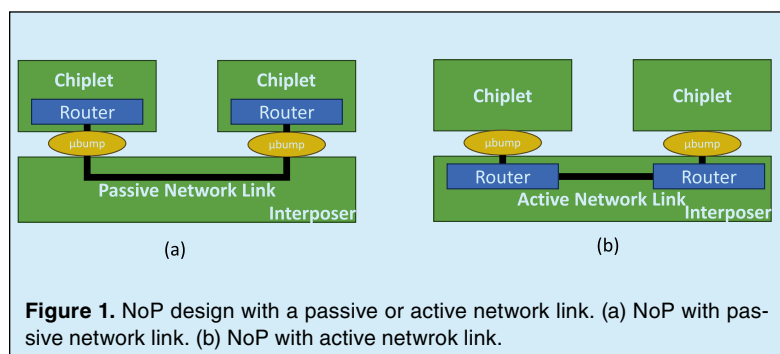 Chiplet
Router
µbump
Chiplet
Router
µbump
Passive Network Link
Interposer
(a)
Chiplet
µbump
Router
Chiplet
µbump
Router
Active Network Link
Interposer
(b)
Figure 1. NoP design with a passive or active network link. (a) NoP with pas-
sive network link. (b) NoP with active netwrok link.